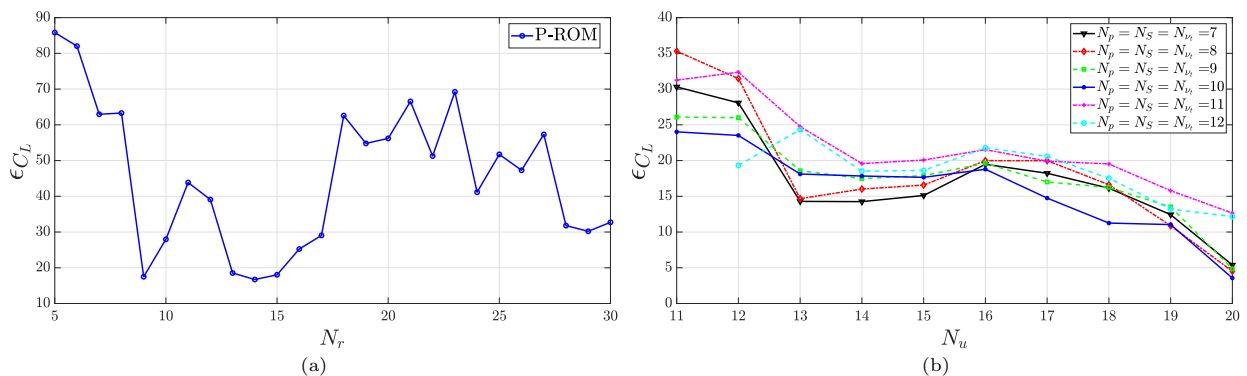 90
80
70
60
50
40
30
20
10
5 10 15 20 25 30
ϵ_{C_L}
N_r
P-ROM
(a)
40
35
30
25
20
15
10
5
0
11 12 13 14 15 16 17 18 19 20
ϵ_{C_L}
N_u
N_p = N_S = N_{ν_t} =7
N_p = N_S = N_{ν_t} =8
N_p = N_S = N_{ν_t} =9
N_p = N_S = N_{ν_t} =10
N_p = N_S = N_{ν_t} =11
N_p = N_S = N_{ν_t} =12
(b)